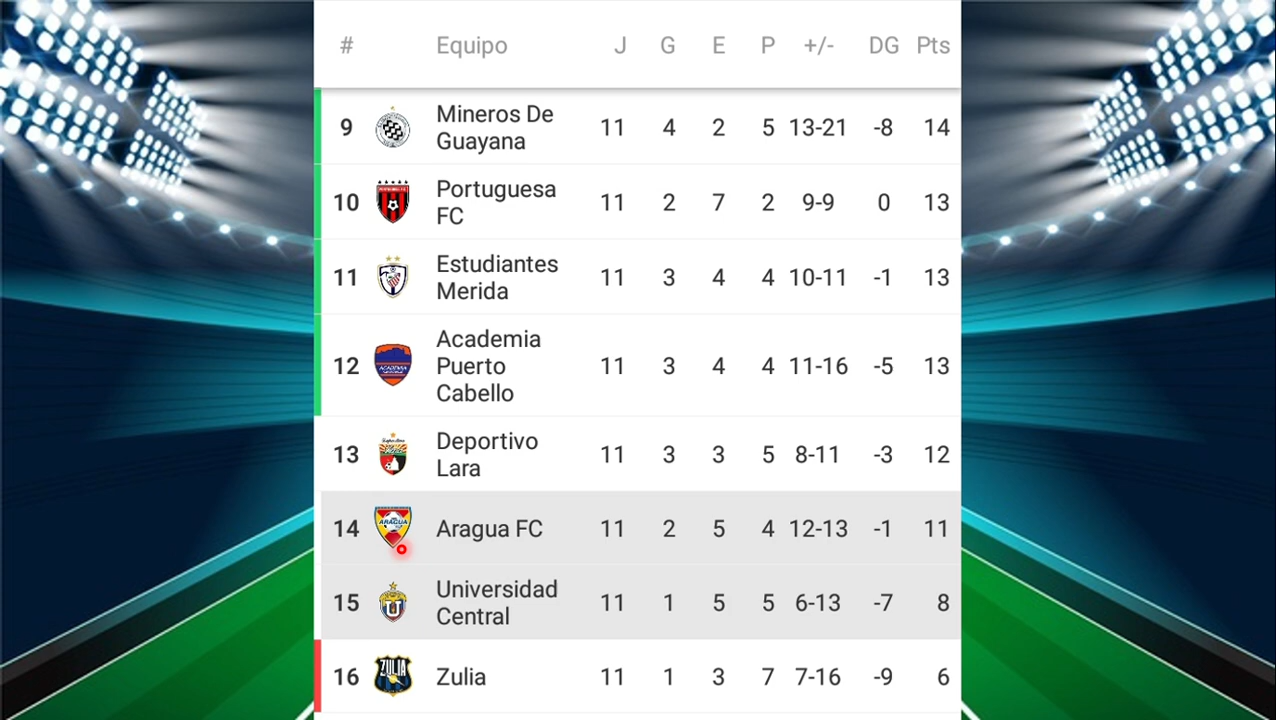 # Equipo J G E P +/- DG Pts
9 Mineros De Guayana 11 4 2 5 13-21 -8 14
10 Portuguesa FC 11 2 7 2 9-9 0 13
11 Estudiantes Merida 11 3 4 4 10-11 -1 13
12 Academia Puerto Cabello 11 3 4 4 11-16 -5 13
13 Deportivo Lara 11 3 3 5 8-11 -3 12
14 ARAGUA Aragua FC 11 2 5 4 12-13 -1 11
15 U Universidad Central 11 1 5 5 6-13 -7 8
16 ZULIA Zulia 11 1 3 7 7-16 -9 6